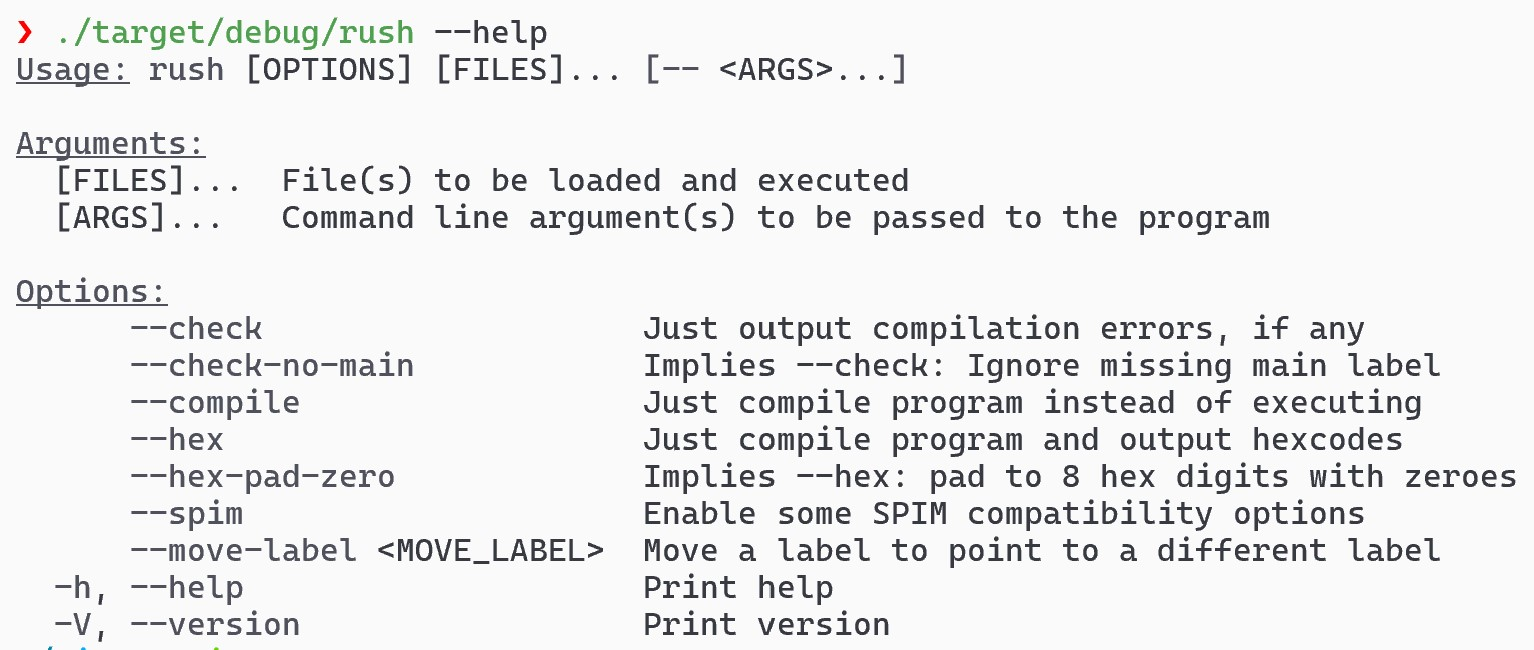 ❯ ./target/debug/rush --help
Usage: rush [OPTIONS] [FILES]... [-- <ARGS>...]

Arguments:
  [FILES]...  File(s) to be loaded and executed
  [ARGS]...   Command line argument(s) to be passed to the program

Options:
      --check                    Just output compilation errors, if any
      --check-no-main            Implies --check: Ignore missing main label
      --compile                  Just compile program instead of executing
      --hex                      Just compile program and output hexcodes
      --hex-pad-zero             Implies --hex: pad to 8 hex digits with zeroes
      --spim                     Enable some SPIM compatibility options
      --move-label <MOVE_LABEL>  Move a label to point to a different label
  -h, --help                     Print help
  -V, --version                  Print version